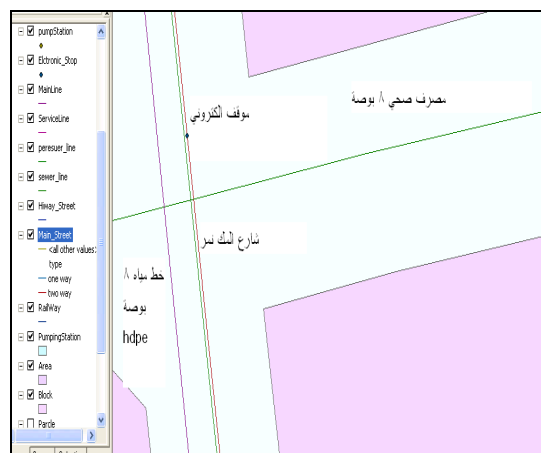 pumpStation
Elctronic_Stop
MainLine
ServiceLine
peresuer_line
sewer_line
Hiway_Street
Main_Street
<all other values>
type
one way
two way
RailWay
PumpingStation
Area
Block
Parcle
موقف الكتروني
مصرف صحي ٨ بوصة
شارع المك نمر
خط مياه ٨
بوصة
hdpe